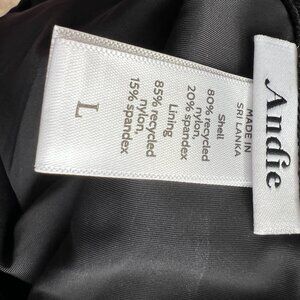 Andie
MADE IN
SRI LANKA
Shell
80% recycled
nylon,
20% spandex
Lining
85% recycled
nylon,
15% spandex
L